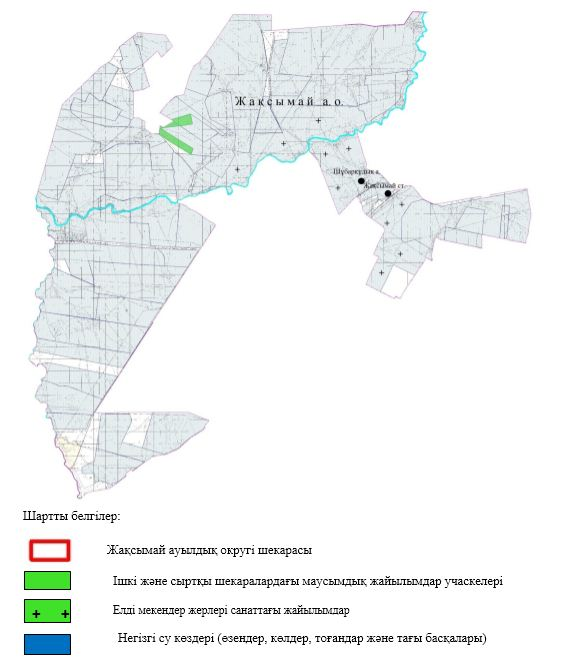 Жақсымай а.о.
Шұбарқұдық а.
Жақсымай ст.
Шартты белгілер:
Жақсымай ауылдық округі шекарасы
Ішкі және сыртқы шекаралардағы маусымдық жайылымдар учаскелері
Елді мекендер жерлері санаттағы жайылымдар
Негізгі су көздері (өзендер, көлдер, тоғандар және тағы басқалары)